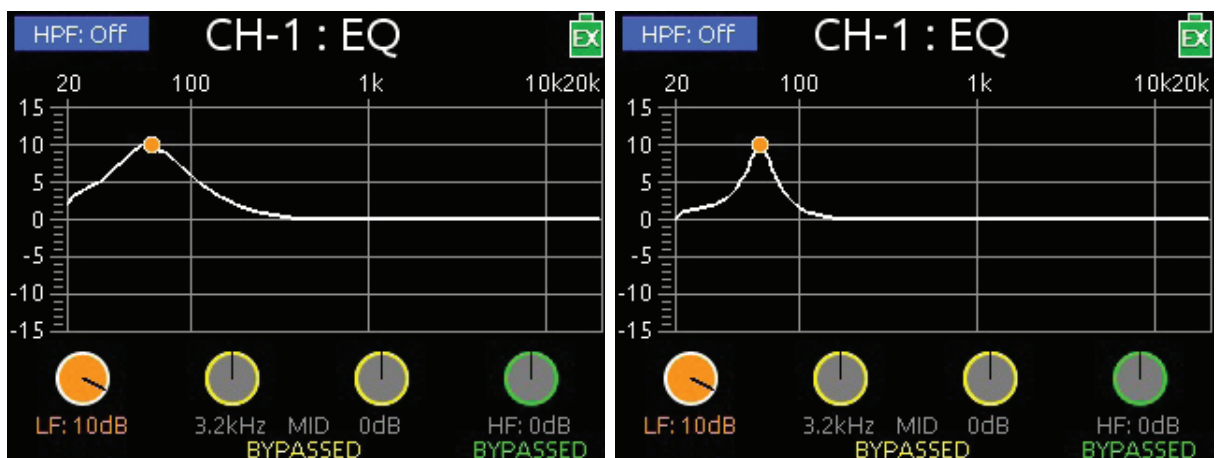 HPF: Off CH-1 : EQ EX
20 100 1k 10k20k
15
10
5
0
-5
-10
-15
LF: 10dB 3.2kHz MID 0dB HF: 0dB
BYPASSED BYPASSED
HPF: Off CH-1 : EQ EX
20 100 1k 10k20k
15
10
5
0
-5
-10
-15
LF: 10dB 3.2kHz MID 0dB HF: 0dB
BYPASSED BYPASSED